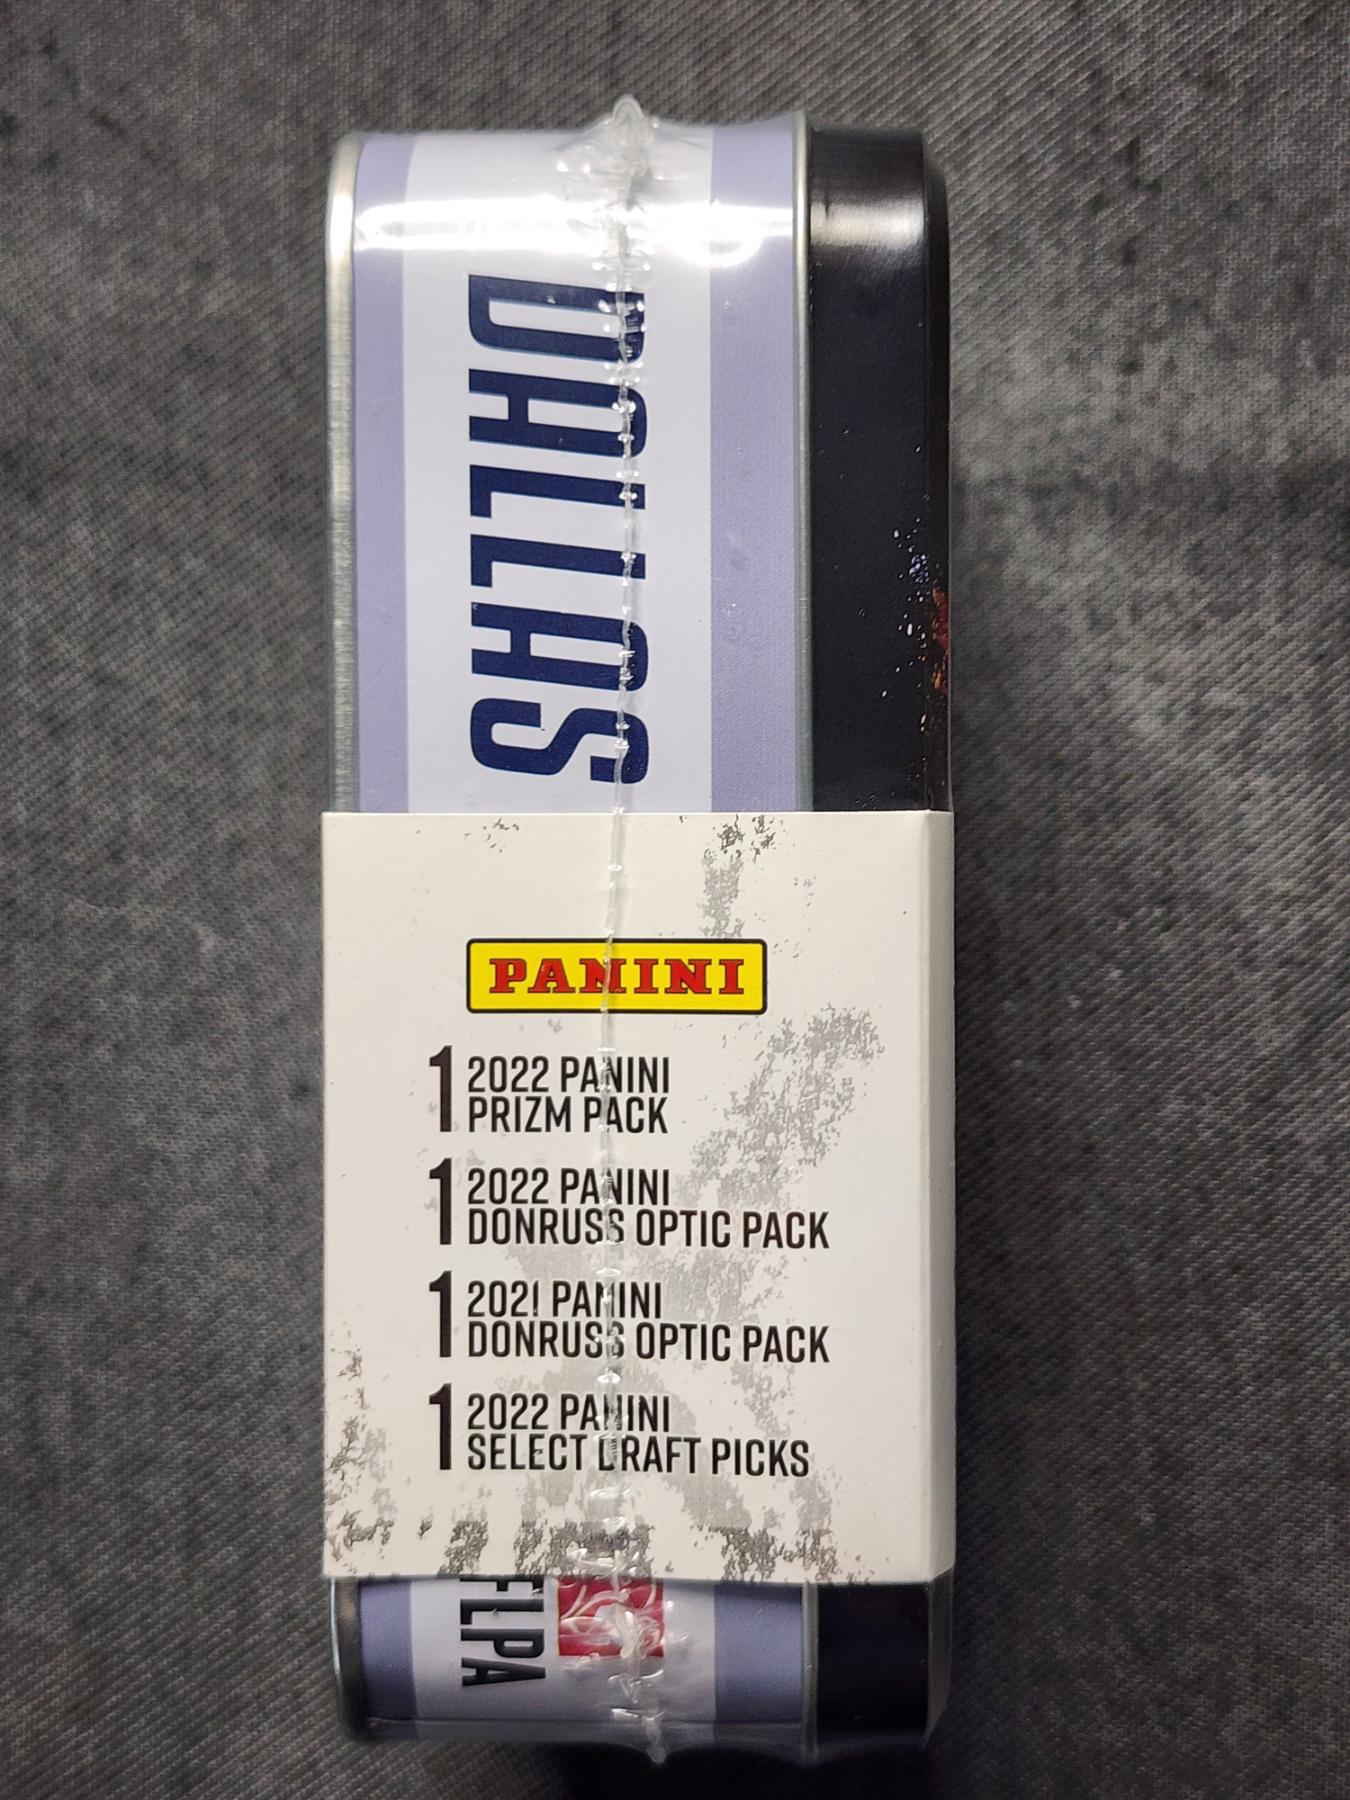 DALLAS
PANINI
1 2022 PANINI
PRIZM PACK
1 2022 PANINI
DONRUSS OPTIC PACK
1 2021 PANINI
DONRUSS OPTIC PACK
1 2022 PANINI
SELECT DRAFT PICKS
FLPA